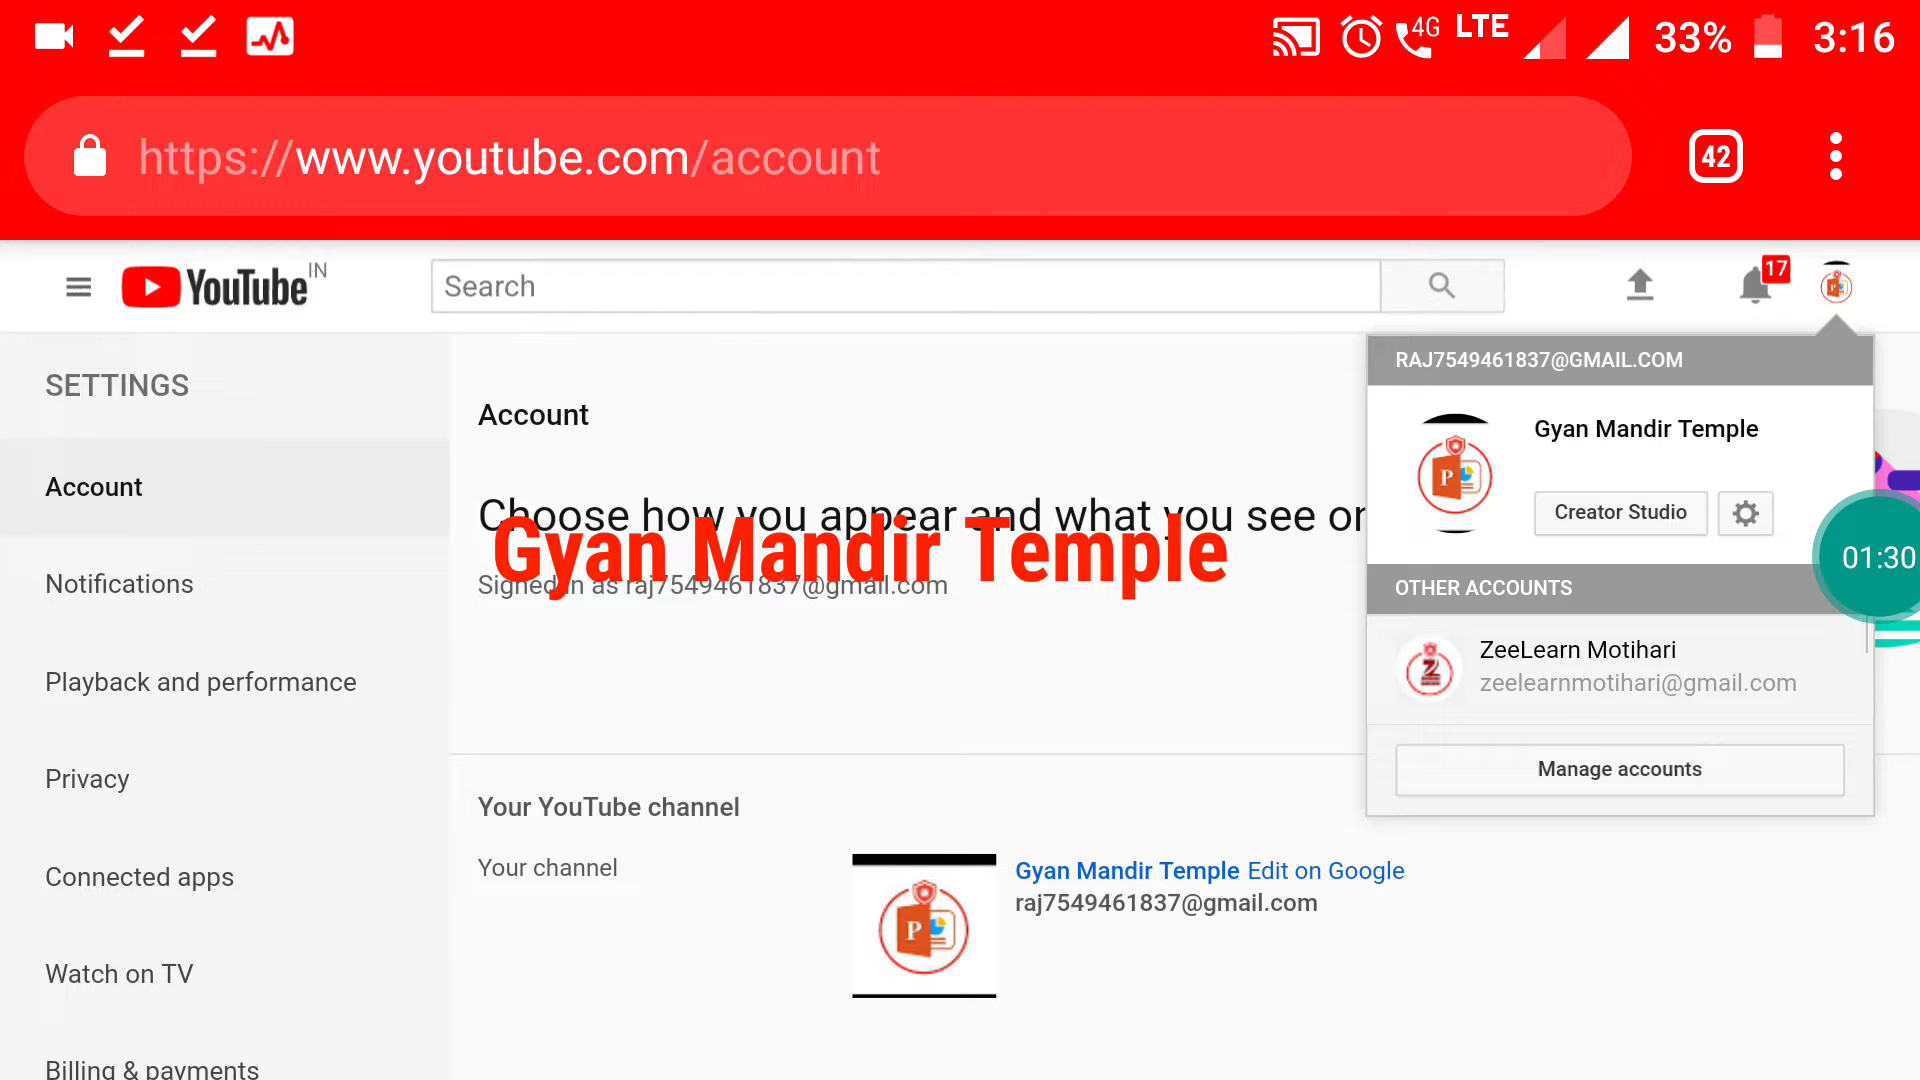 4G LTE 33% 3:16
https://www.youtube.com/account
42
YouTube IN
Search
17
SETTINGS
Account
Notifications
Playback and performance
Privacy
Connected apps
Watch on TV
Billing & payments
Account
Choose how you appear and what you see on
Gyan Mandir Temple
Signed in as raj7549461837@gmail.com
Your YouTube channel
Your channel
Gyan Mandir Temple Edit on Google
raj7549461837@gmail.com
RAJ7549461837@GMAIL.COM
Gyan Mandir Temple
Creator Studio
OTHER ACCOUNTS
ZeeLearn Motihari
zeelearnmotihari@gmail.com
Manage accounts
01:30
P
P